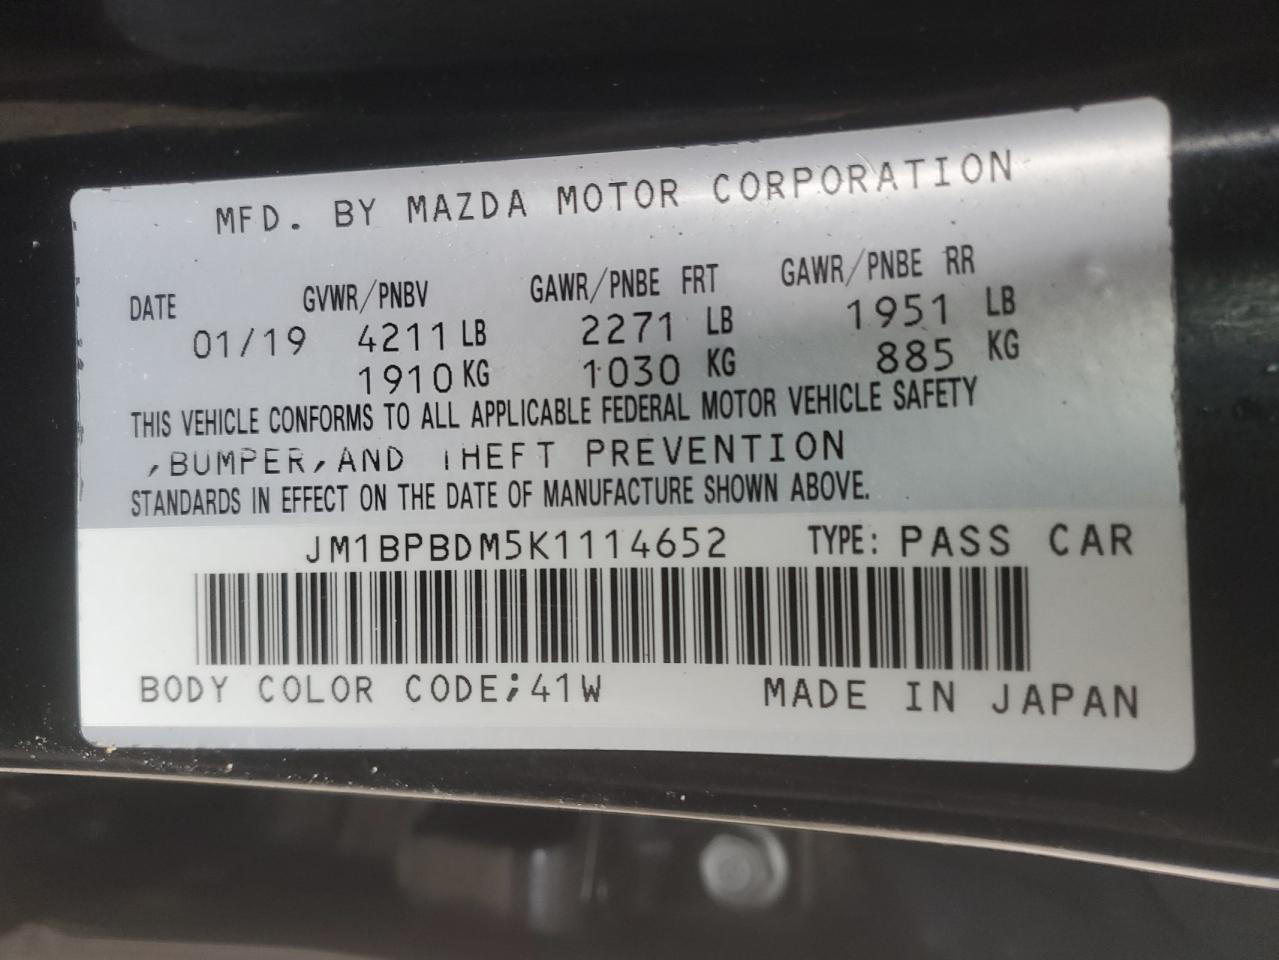 MFD. BY MAZDA MOTOR CORPORATION
DATE GVWR/PNBV GAWR/PNBE FRT GAWR/PNBE RR
01/19 4211 LB 2271 LB 1951 LB
1910 KG 1030 KG 885 KG
THIS VEHICLE CONFORMS TO ALL APPLICABLE FEDERAL MOTOR VEHICLE SAFETY
,BUMPER,AND THEFT PREVENTION
STANDARDS IN EFFECT ON THE DATE OF MANUFACTURE SHOWN ABOVE.
JM1BPBDM5K1114652 TYPE: PASS CAR
BODY COLOR CODE;41W MADE IN JAPAN